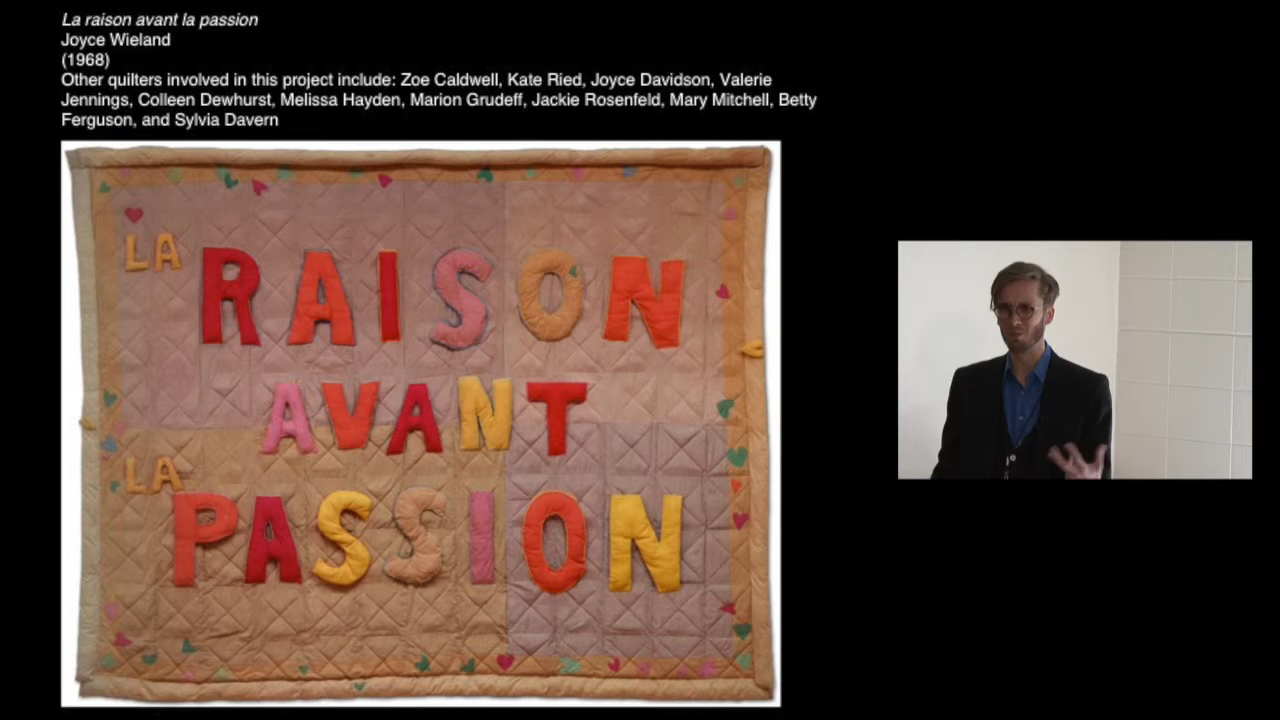 La raison avant la passion
Joyce Wieland
(1968)
Other quilters involved in this project include: Zoe Caldwell, Kate Ried, Joyce Davidson, Valerie
Jennings, Colleen Dewhurst, Melissa Hayden, Marion Grudeff, Jackie Rosenfeld, Mary Mitchell, Betty
Ferguson, and Sylvia Davern
LA RAISON
AVANT
LA
PASSION